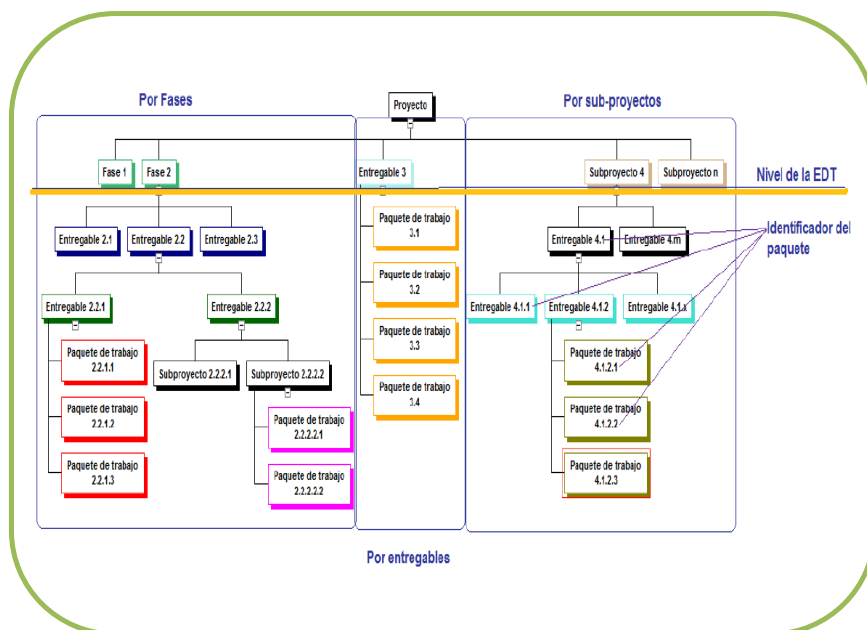 Por Fases
Proyecto
Por sub-proyectos
Fase 1
Fase 2
Entregable 3
Subproyecto 4
Subproyecto n
Nivel de la EDT
Entregable 2.1
Entregable 2.2
Entregable 2.3
Paquete de trabajo
3.1
Entregable 4.1
Entregable 4.m
Identificador del
paquete
Paquete de trabajo
3.2
Entregable 2.2.1
Entregable 2.2.2
Entregable 4.1.1
Entregable 4.1.2
Entregable 4.1.x
Paquete de trabajo
2.2.1.1
Subproyecto 2.2.2.1
Subproyecto 2.2.2.2
Paquete de trabajo
3.3
Paquete de trabajo
4.1.2.1
Paquete de trabajo
2.2.1.2
Paquete de trabajo
2.2.2.2.1
Paquete de trabajo
3.4
Paquete de trabajo
4.1.2.2
Paquete de trabajo
2.2.1.3
Paquete de trabajo
2.2.2.2.2
Paquete de trabajo
4.1.2.3
Por entregables